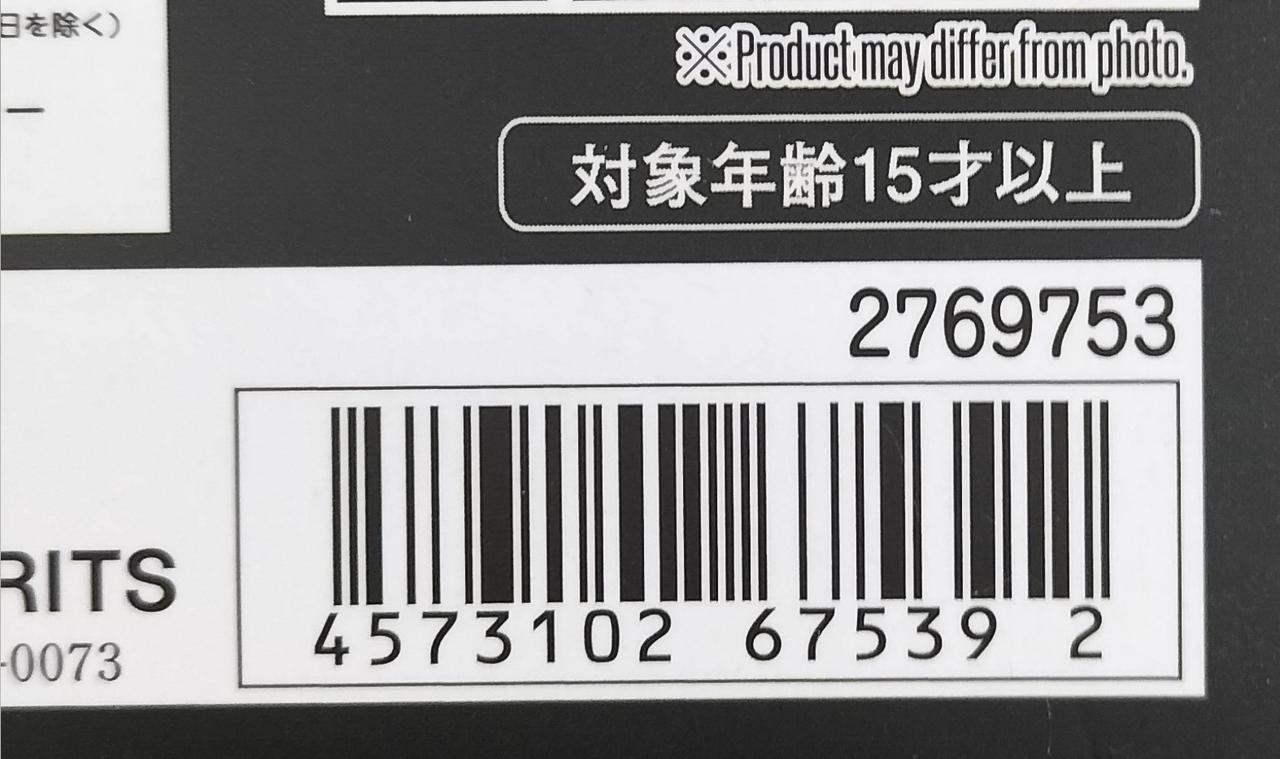 日を除く）
※Product may differ from photo.
ー
対象年齢15才以上
2769753
RITS
-0073
4573102 67539 2